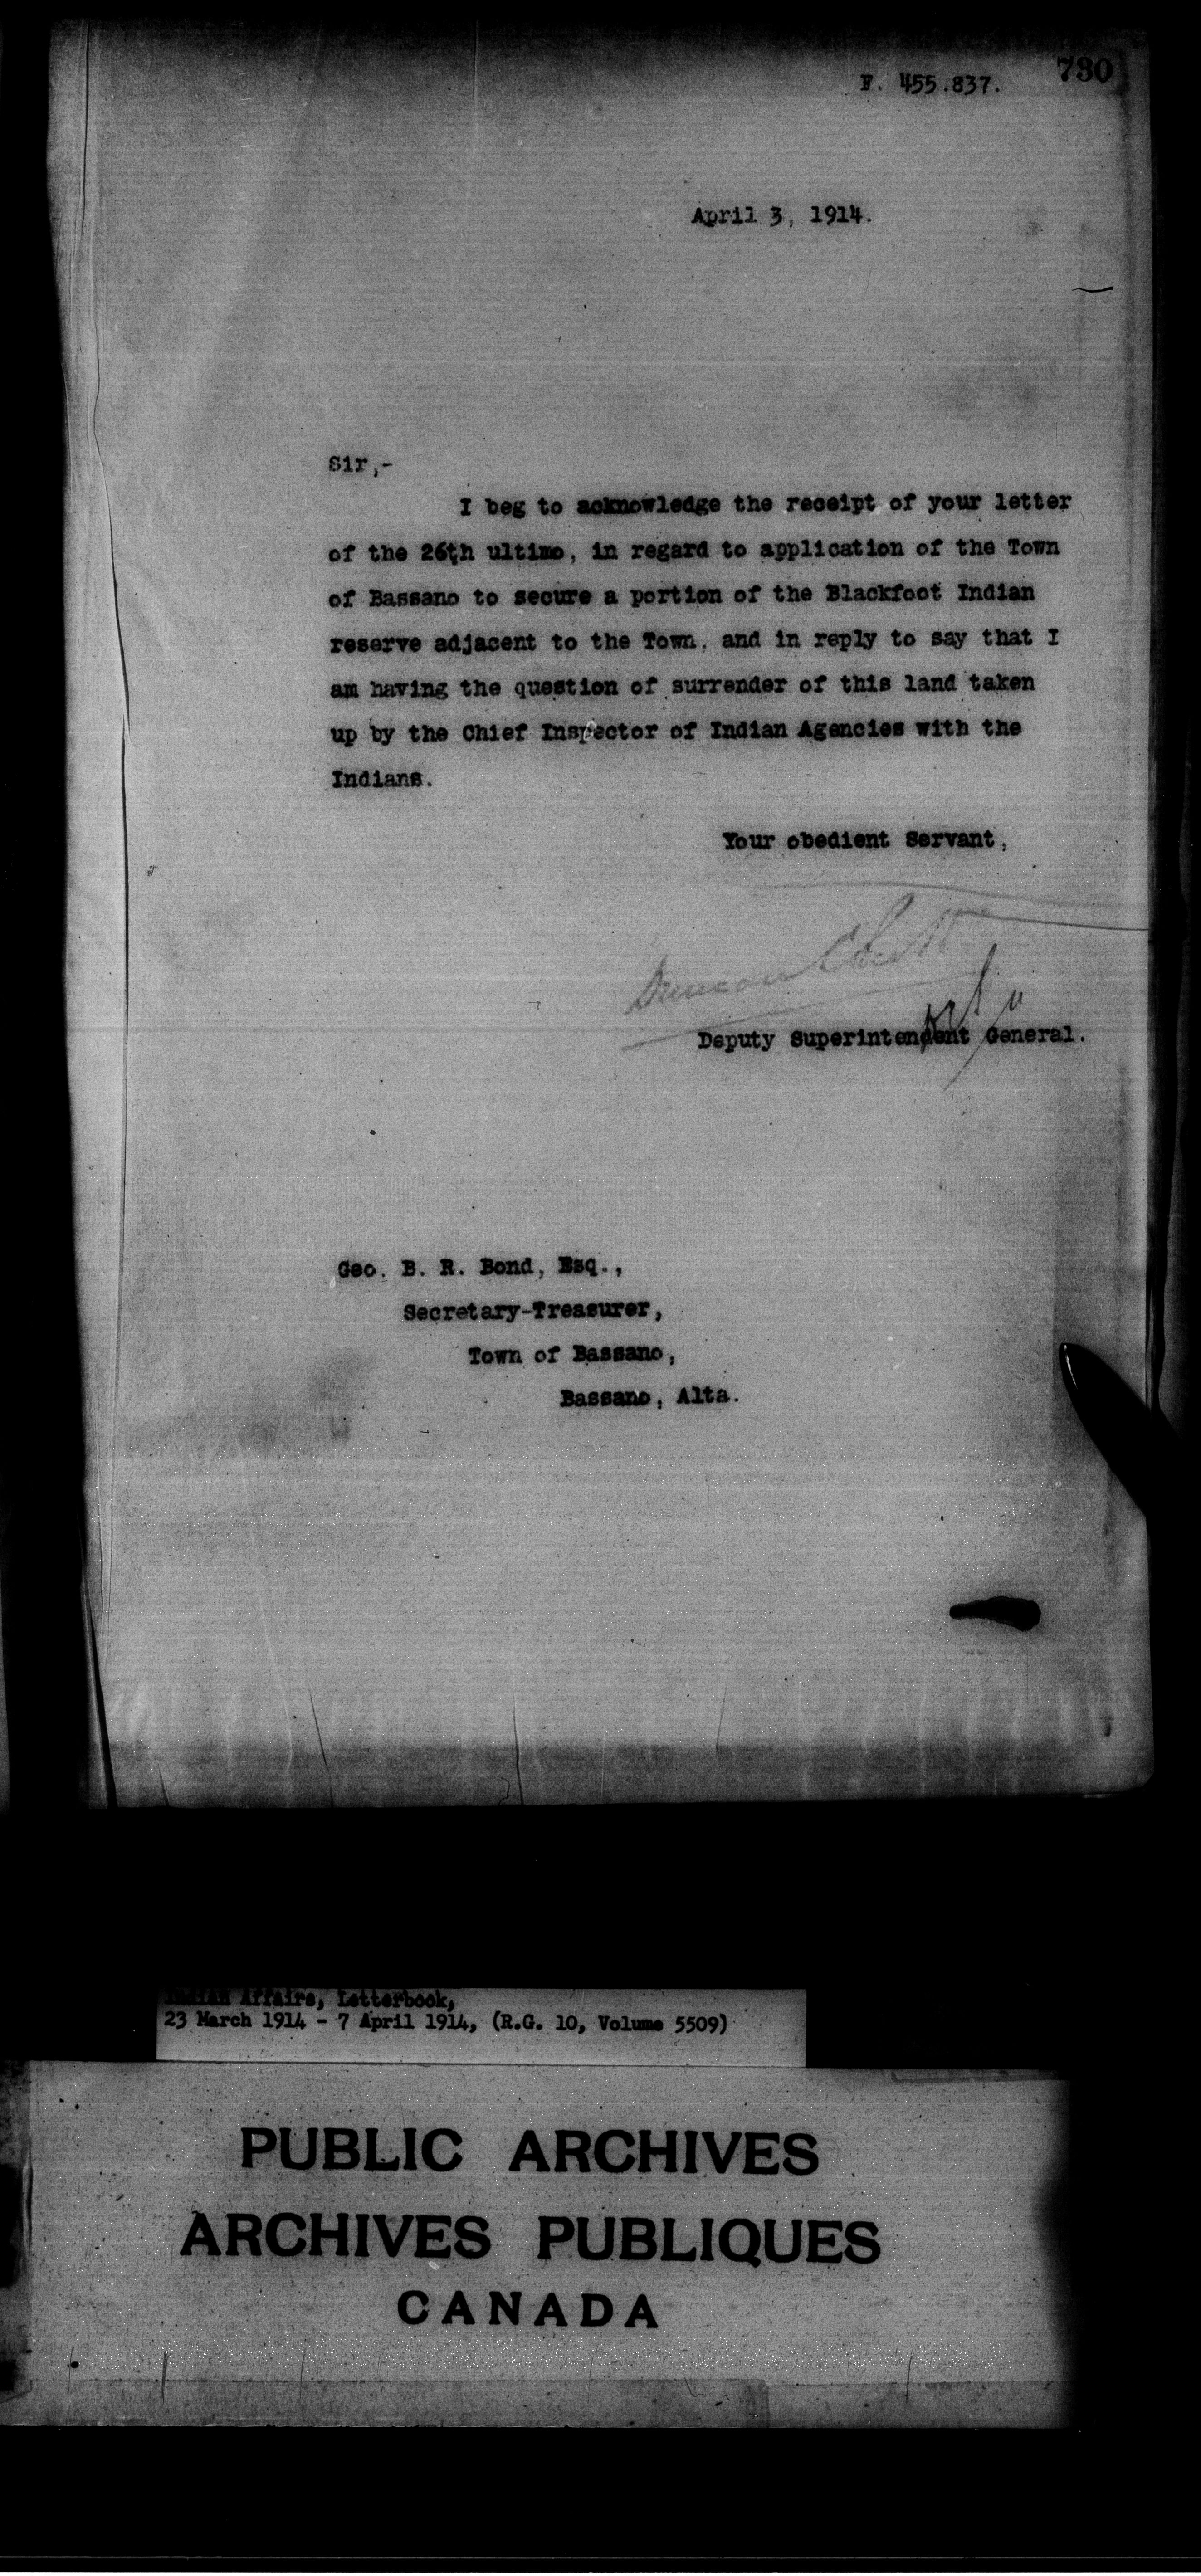 730
F. 455.837.
April 3, 1914.
Sir,-
I beg to acknowledge the receipt of your letter
of the 26th ultimo, in regard to application of the Town
of Bassano to secure a portion of the Blackfoot Indian
reserve adjacent to the Town, and in reply to say that I
am having the question of surrender of this land taken
up by the Chief Inspector of Indian Agencies with the
Indians.
Your obedient Servant,
Duncan C Scott
Deputy Superintendent General.
Geo. B. R. Bond, Esq.,
Secretary-Treasurer,
Town of Bassano,
Bassano, Alta.
Indian Affairs, Letterbook,
23 March 1914 - 7 April 1914, (R.G. 10, Volume 5509)
PUBLIC ARCHIVES
ARCHIVES PUBLIQUES
CANADA